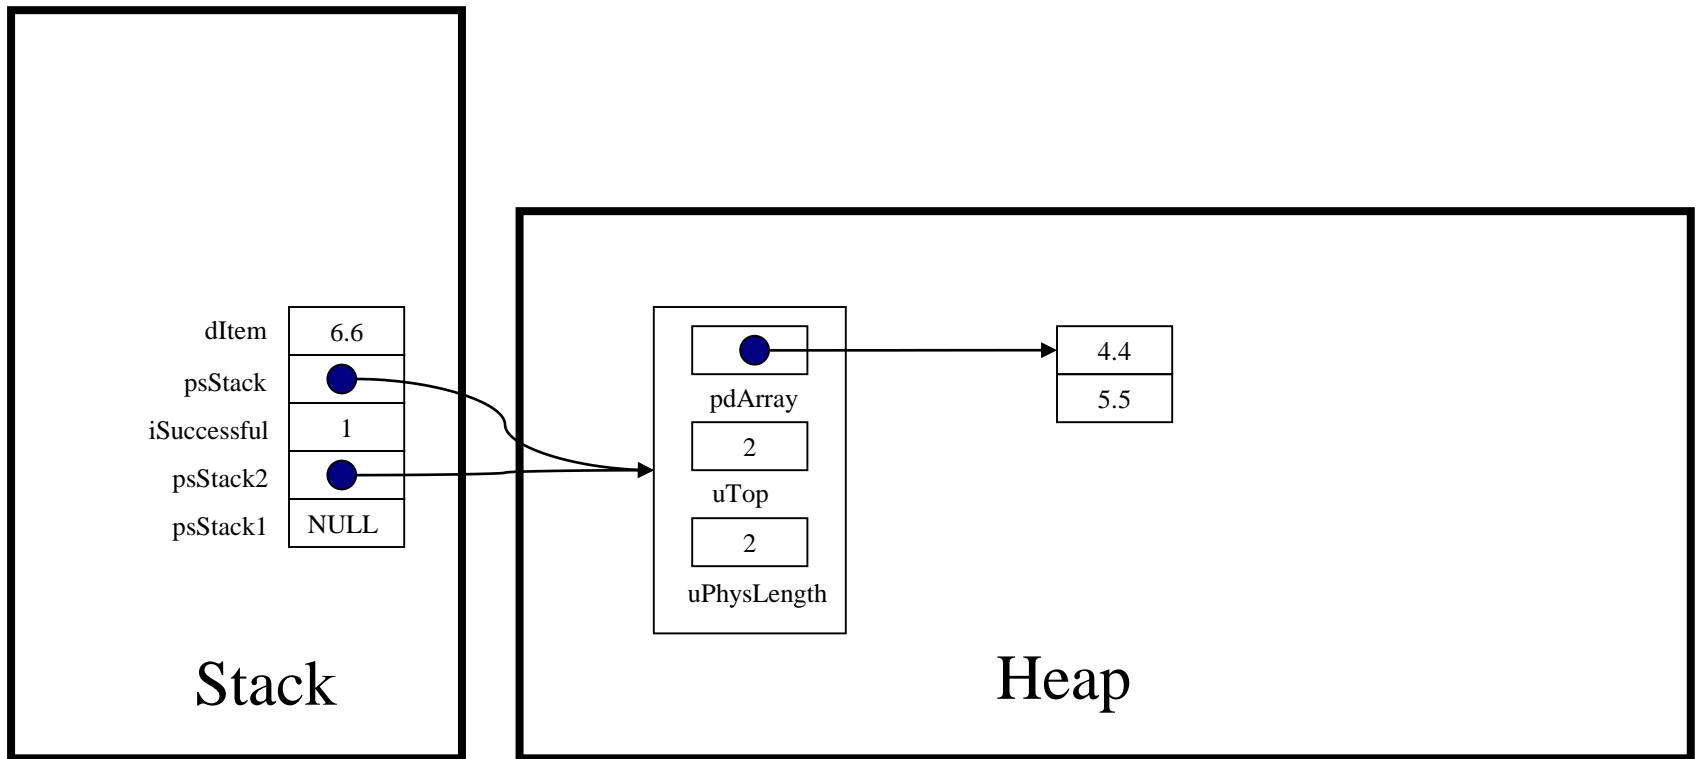 dItem 6.6
psStack
iSuccessful 1
psStack2
psStack1 NULL
Stack
pdArray
2
uTop
2
uPhysLength
4.4
5.5
Heap